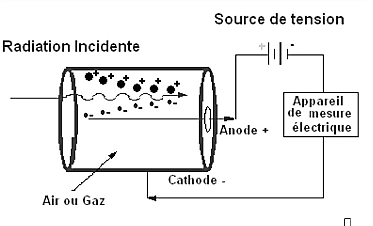 Source de tension
Radiation Incidente
+ -
+ + + + + +
- - - - - -
Appareil
de mesure
électrique
Anode +
Cathode -
Air ou Gaz